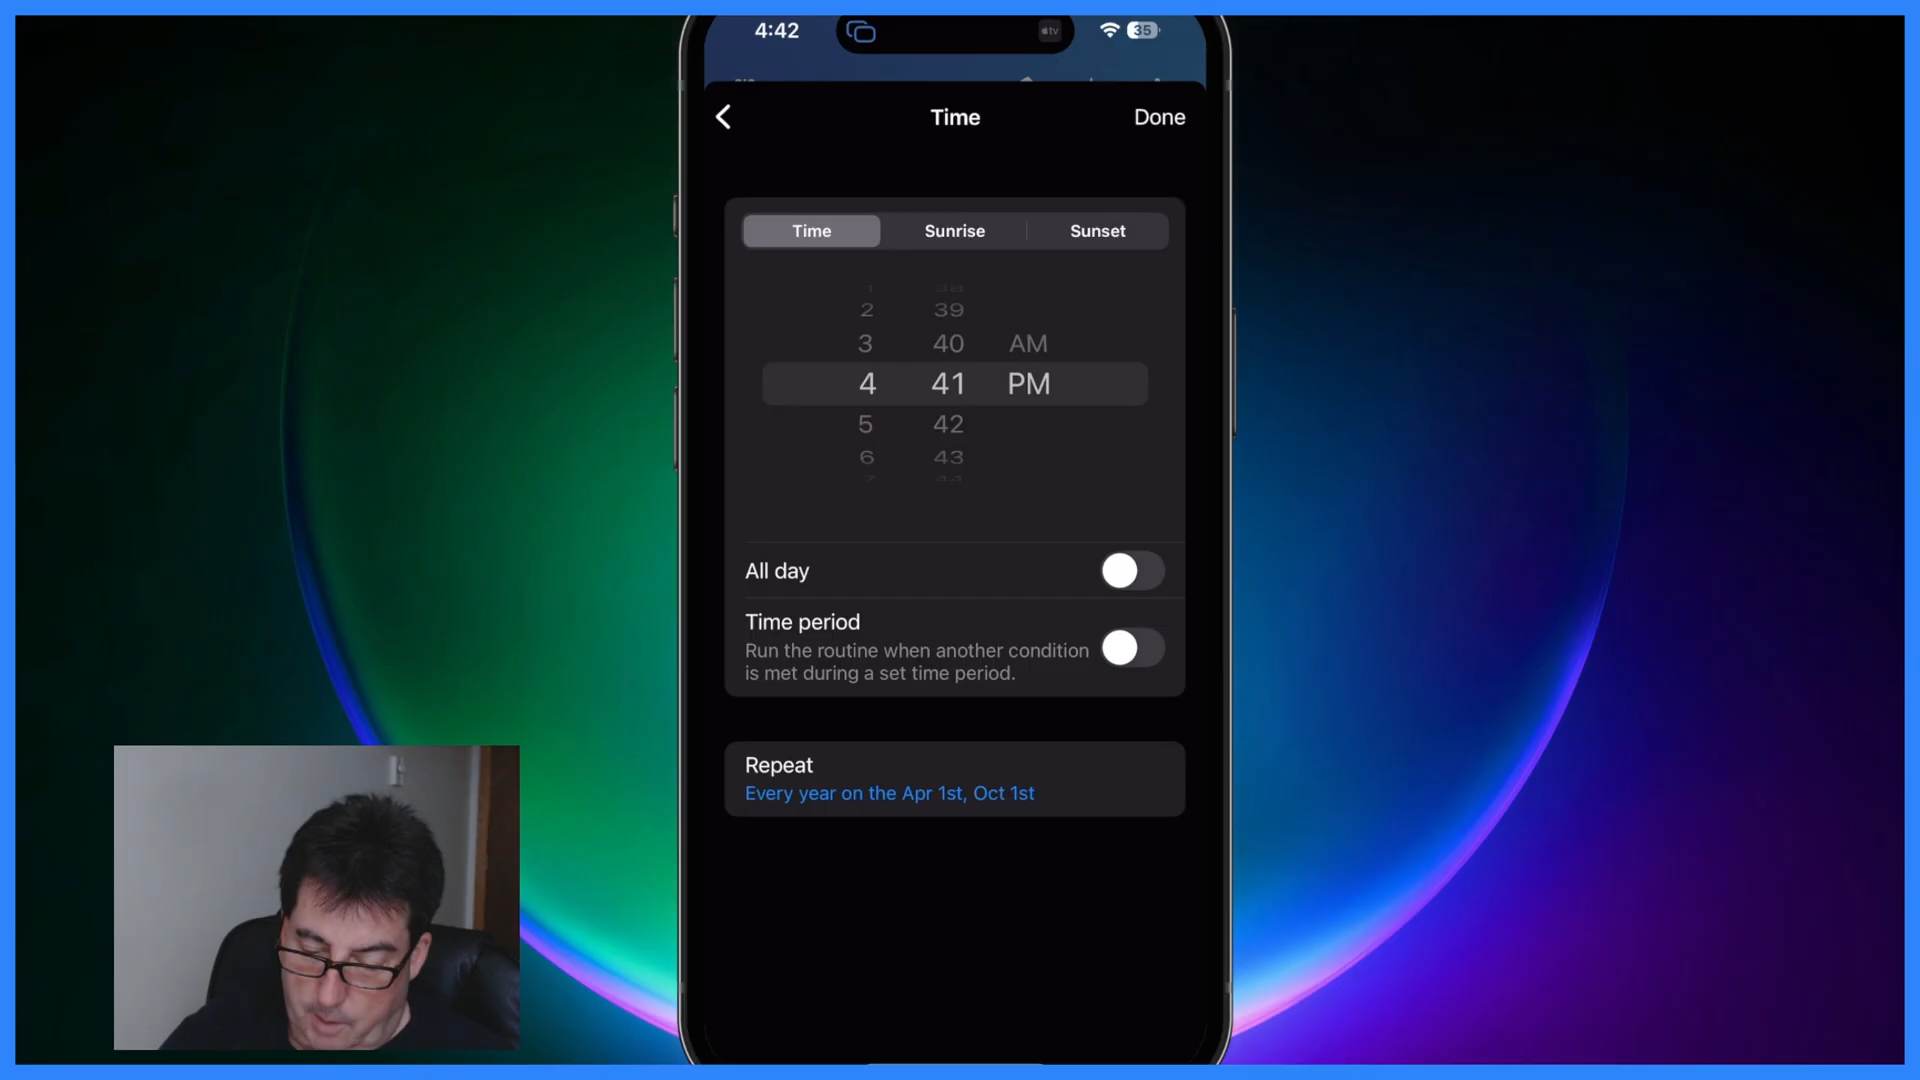 4:42
tv
35
Time
Done
Time
Sunrise
Sunset
2 39
3 40 AM
4 41 PM
5 42
6 43
All day
Time period
Run the routine when another condition
is met during a set time period.
Repeat
Every year on the Apr 1st, Oct 1st